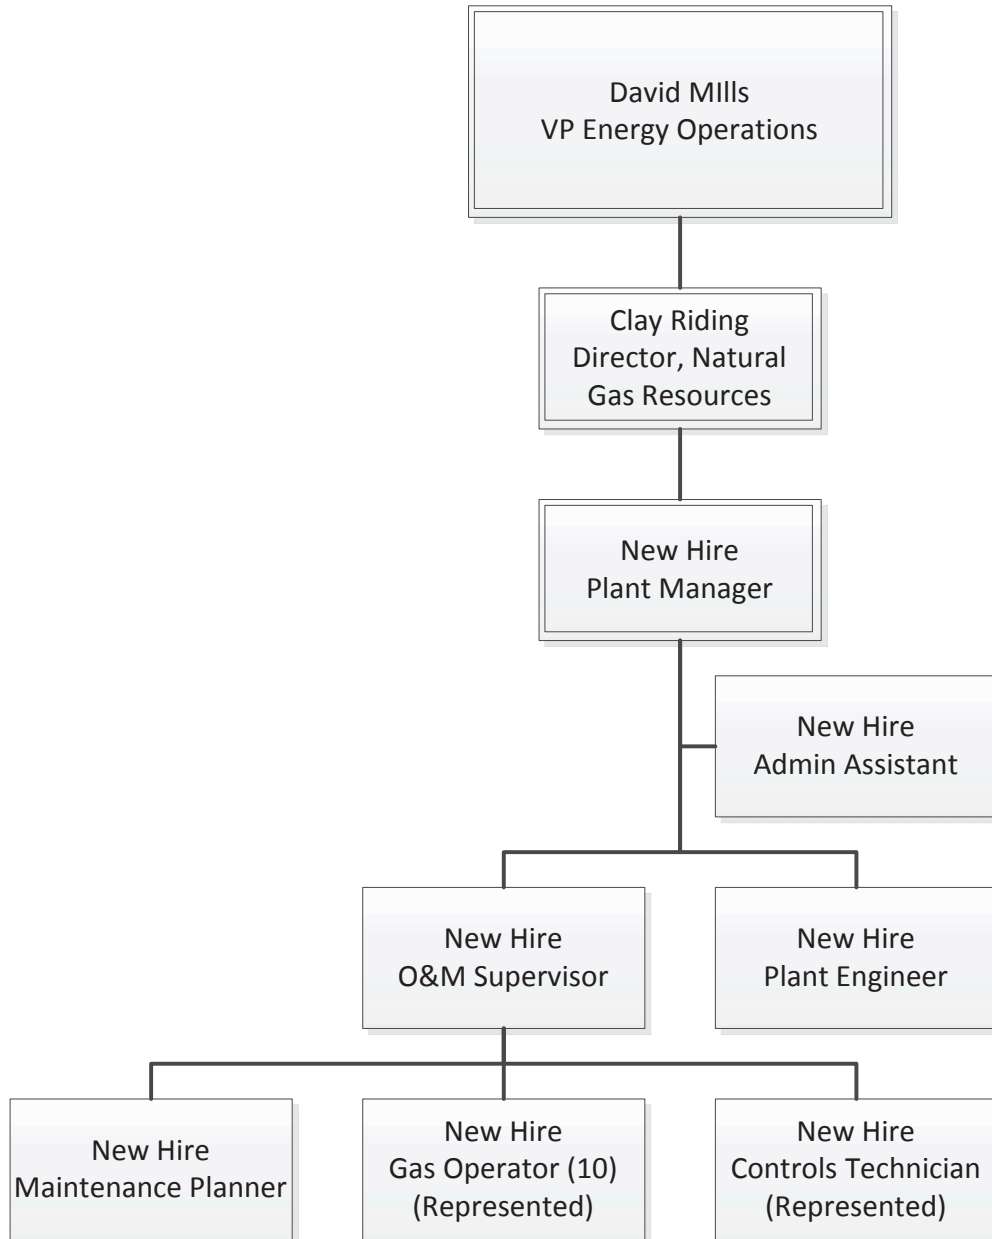 David MIlls
VP Energy Operations
Clay Riding
Director, Natural
Gas Resources
New Hire
Plant Manager
New Hire
Admin Assistant
New Hire
O&M Supervisor
New Hire
Plant Engineer
New Hire
Maintenance Planner
New Hire
Gas Operator (10)
(Represented)
New Hire
Controls Technician
(Represented)